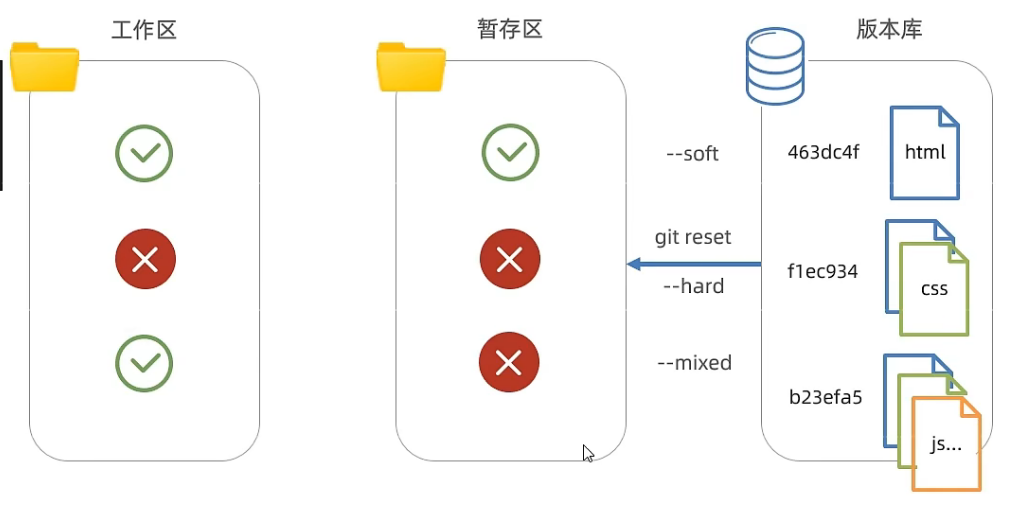 工作区
暂存区
版本库
--soft
463dc4f
html
git reset
f1ec934
--hard
css
--mixed
b23efa5
js...